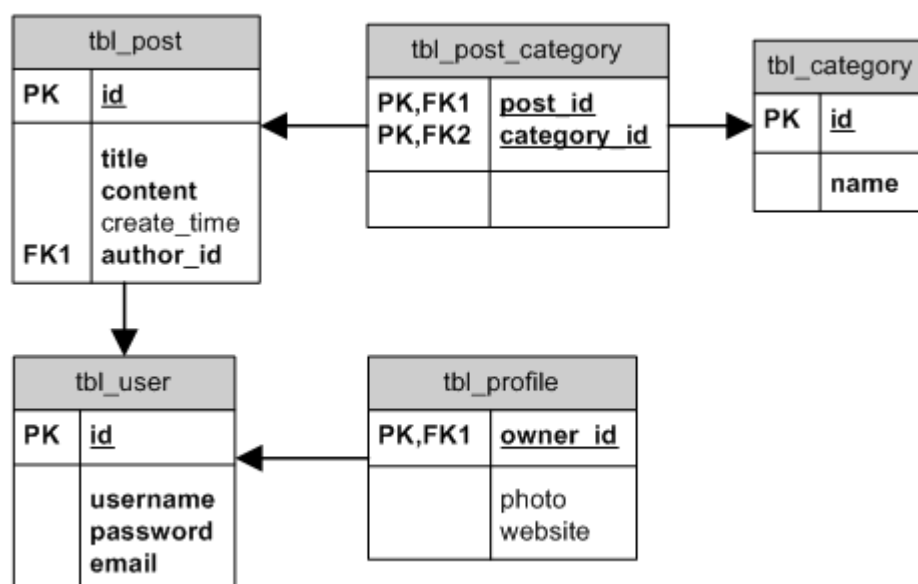 tbl_post
PK id
title
content
create_time
FK1 author_id
tbl_post_category
PK,FK1 post_id
PK,FK2 category_id
tbl_category
PK id
name
tbl_user
PK id
username
password
email
tbl_profile
PK,FK1 owner_id
photo
website